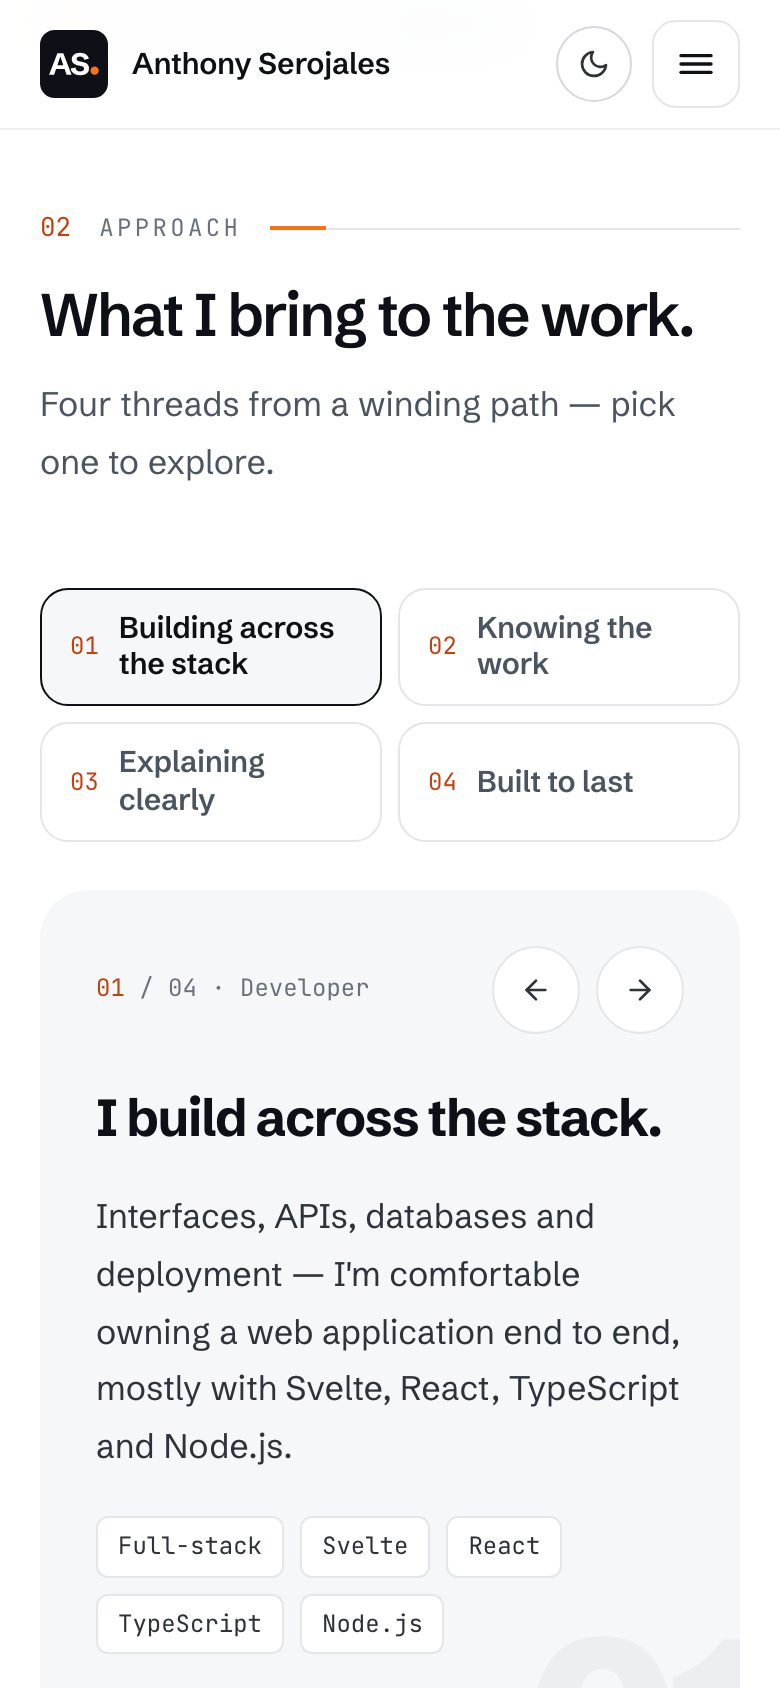 AS.
Anthony Serojales
02 APPROACH
What I bring to the work.
Four threads from a winding path — pick
one to explore.
01 Building across
the stack
02 Knowing the
work
03 Explaining
clearly
04 Built to last
01 / 04 · Developer
I build across the stack.
Interfaces, APIs, databases and
deployment — I'm comfortable
owning a web application end to end,
mostly with Svelte, React, TypeScript
and Node.js.
Full-stack
Svelte
React
TypeScript
Node.js
01